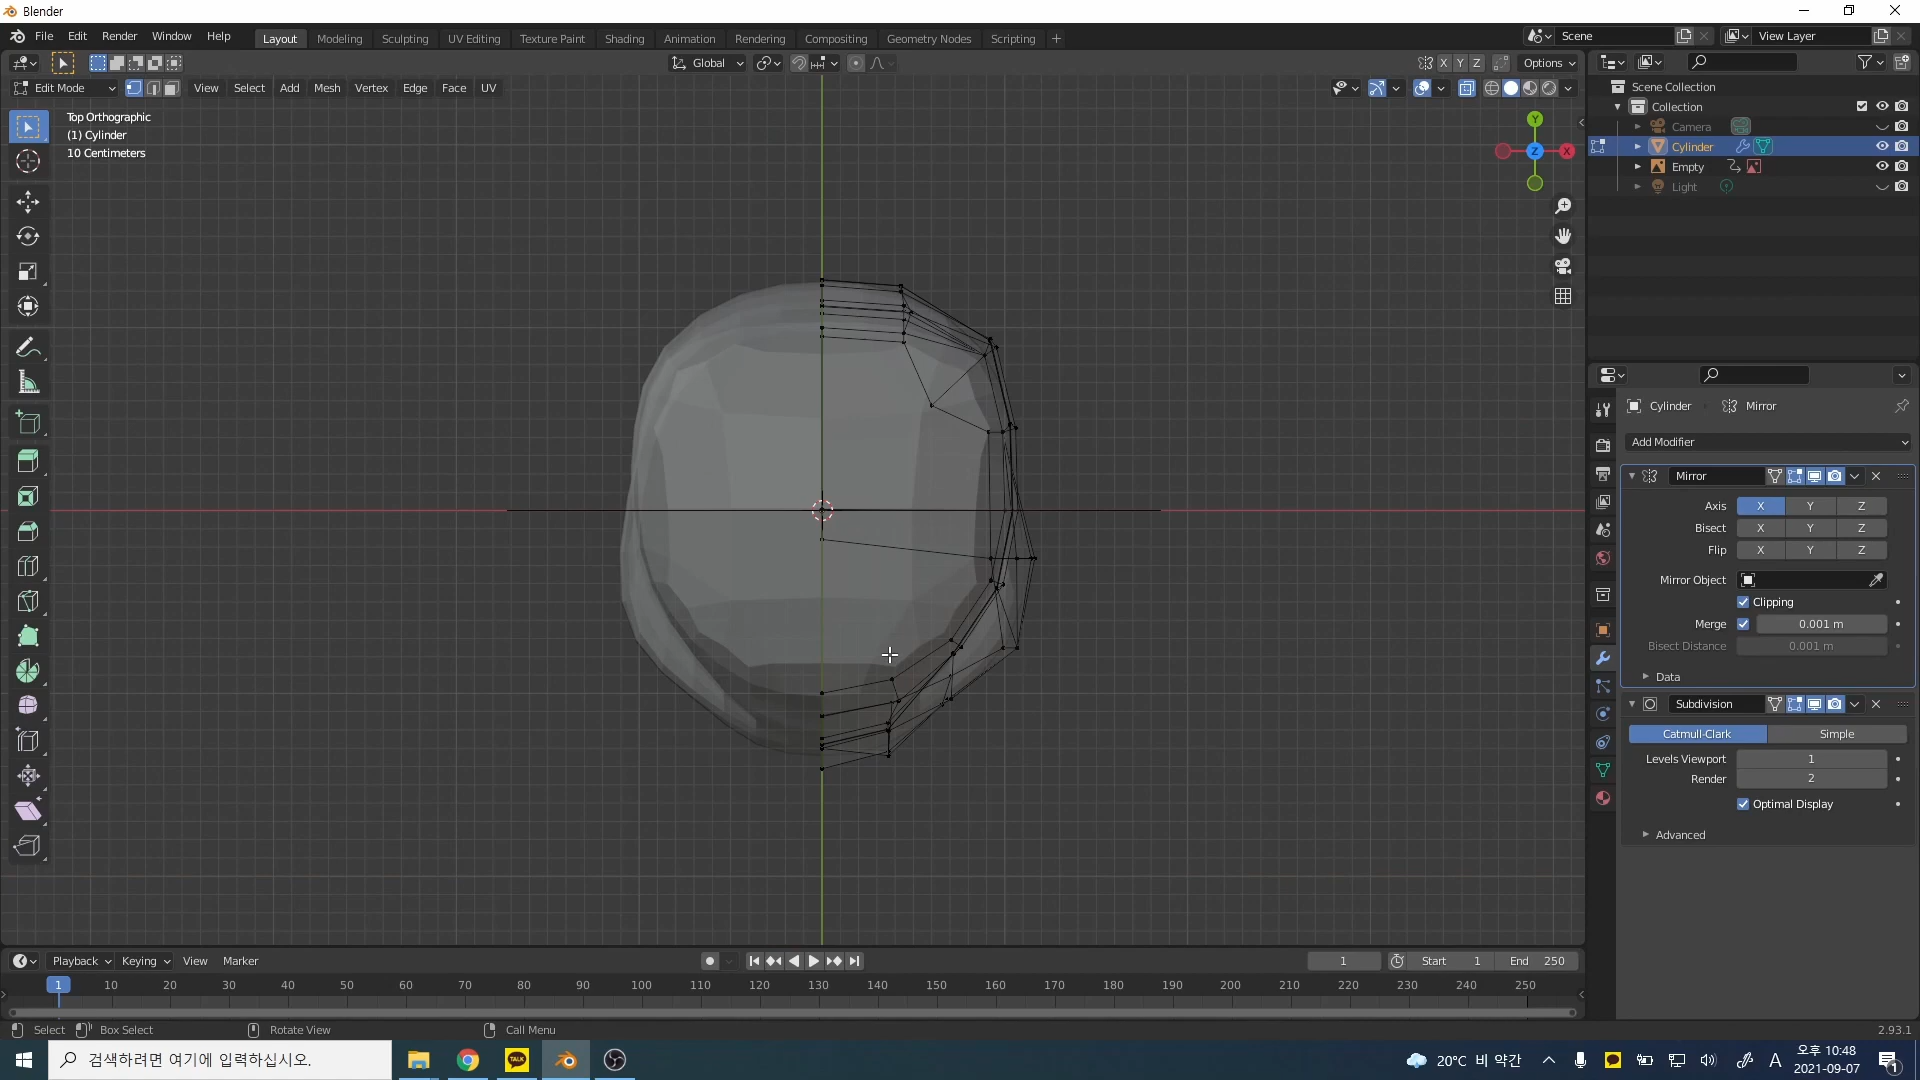 Blender
File Edit Render Window Help Layout Modeling Sculpting UV Editing Texture Paint Shading Animation Rendering Compositing Geometry Nodes Scripting + Scene View Layer
Global X Y Z Options
Edit Mode View Select Add Mesh Vertex Edge Face UV
Top Orthographic
(1) Cylinder
10 Centimeters
Y
Z X
Scene Collection
Collection
Camera
Cylinder
Empty
Light
Cylinder Mirror
Add Modifier
Mirror
Axis X Y Z
Bisect X Y Z
Flip X Y Z
Mirror Object
Clipping
Merge 0.001 m
Bisect Distance 0.001 m
Data
Subdivision
Catmull-Clark Simple
Levels Viewport 1
Render 2
Optimal Display
Advanced
Playback Keying View Marker 1 Start 1 End 250
1 10 20 30 40 50 60 70 80 90 100 110 120 130 140 150 160 170 180 190 200 210 220 230 240 250
Select Box Select Rotate View Call Menu 2.93.1
검색하려면 여기에 입력하십시오. TALK 20°C 비 약간 A 오후 10:48
2021-09-07 1